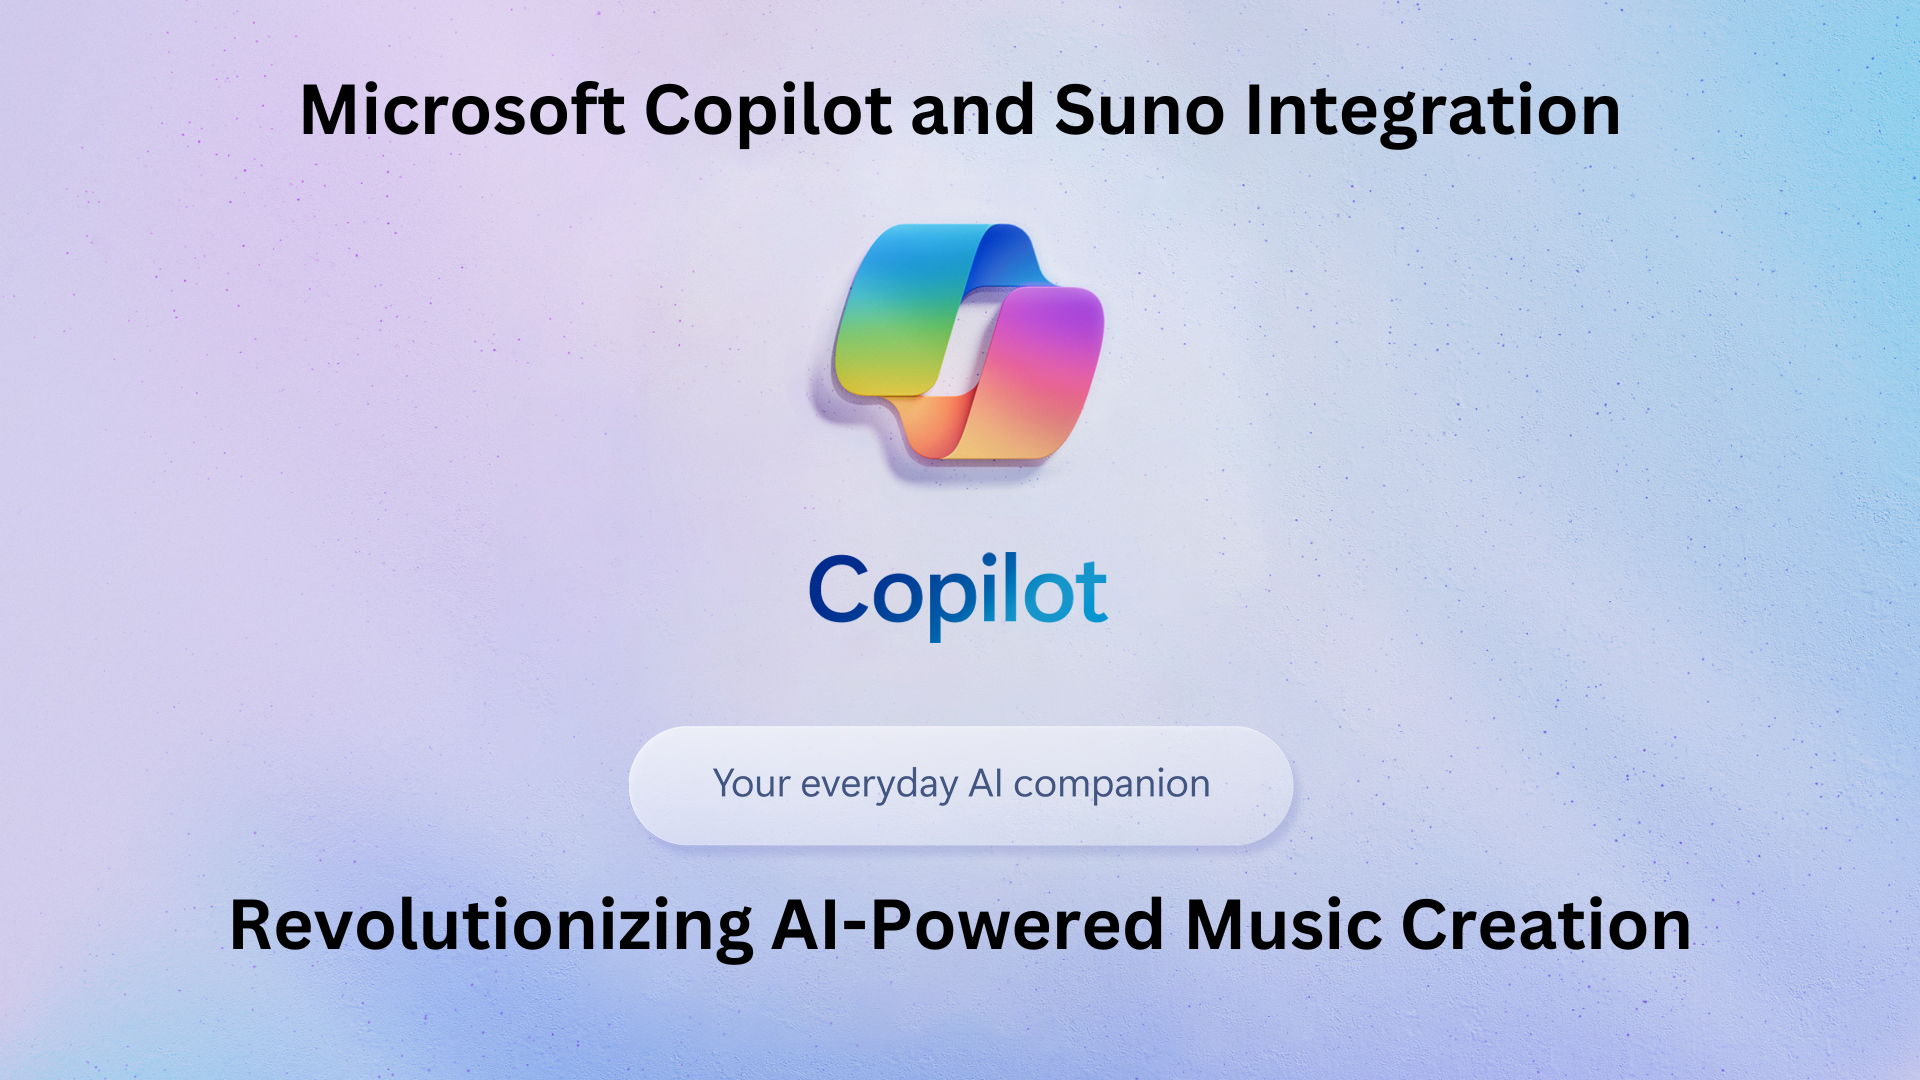 Microsoft Copilot and Suno Integration
Copilot
Your everyday AI companion
Revolutionizing AI-Powered Music Creation